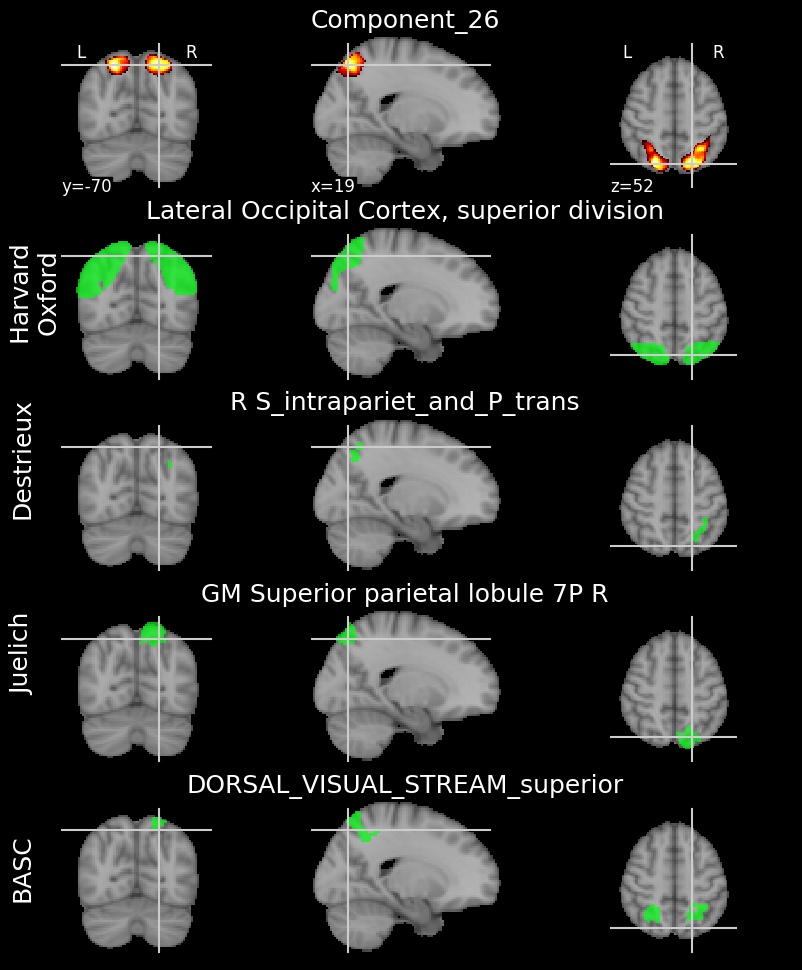 Component_26
L R
L R
y=-70
x=19
z=52
Lateral Occipital Cortex, superior division
Harvard
Oxford
R S_intrapariet_and_P_trans
Destrieux
GM Superior parietal lobule 7P R
Juelich
DORSAL_VISUAL_STREAM_superior
BASC